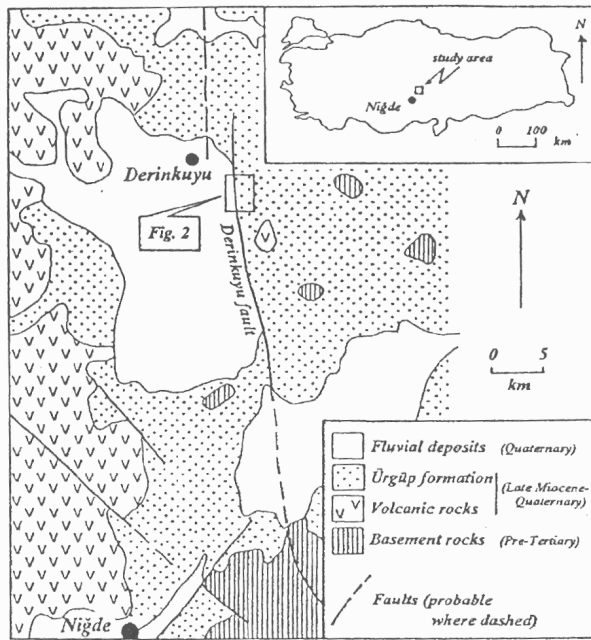 N
study area
Niğde
0 100
km
Derinkuyu
Fig. 2
Derinkuyu fault
N
0 5
km
Fluvial deposits (Quaternary)
Ürgüp formation
(Late Miocene-
Quaternary)
Volcanic rocks
Basement rocks (Pre-Tertiary)
Faults (probable
where dashed)
Niğde